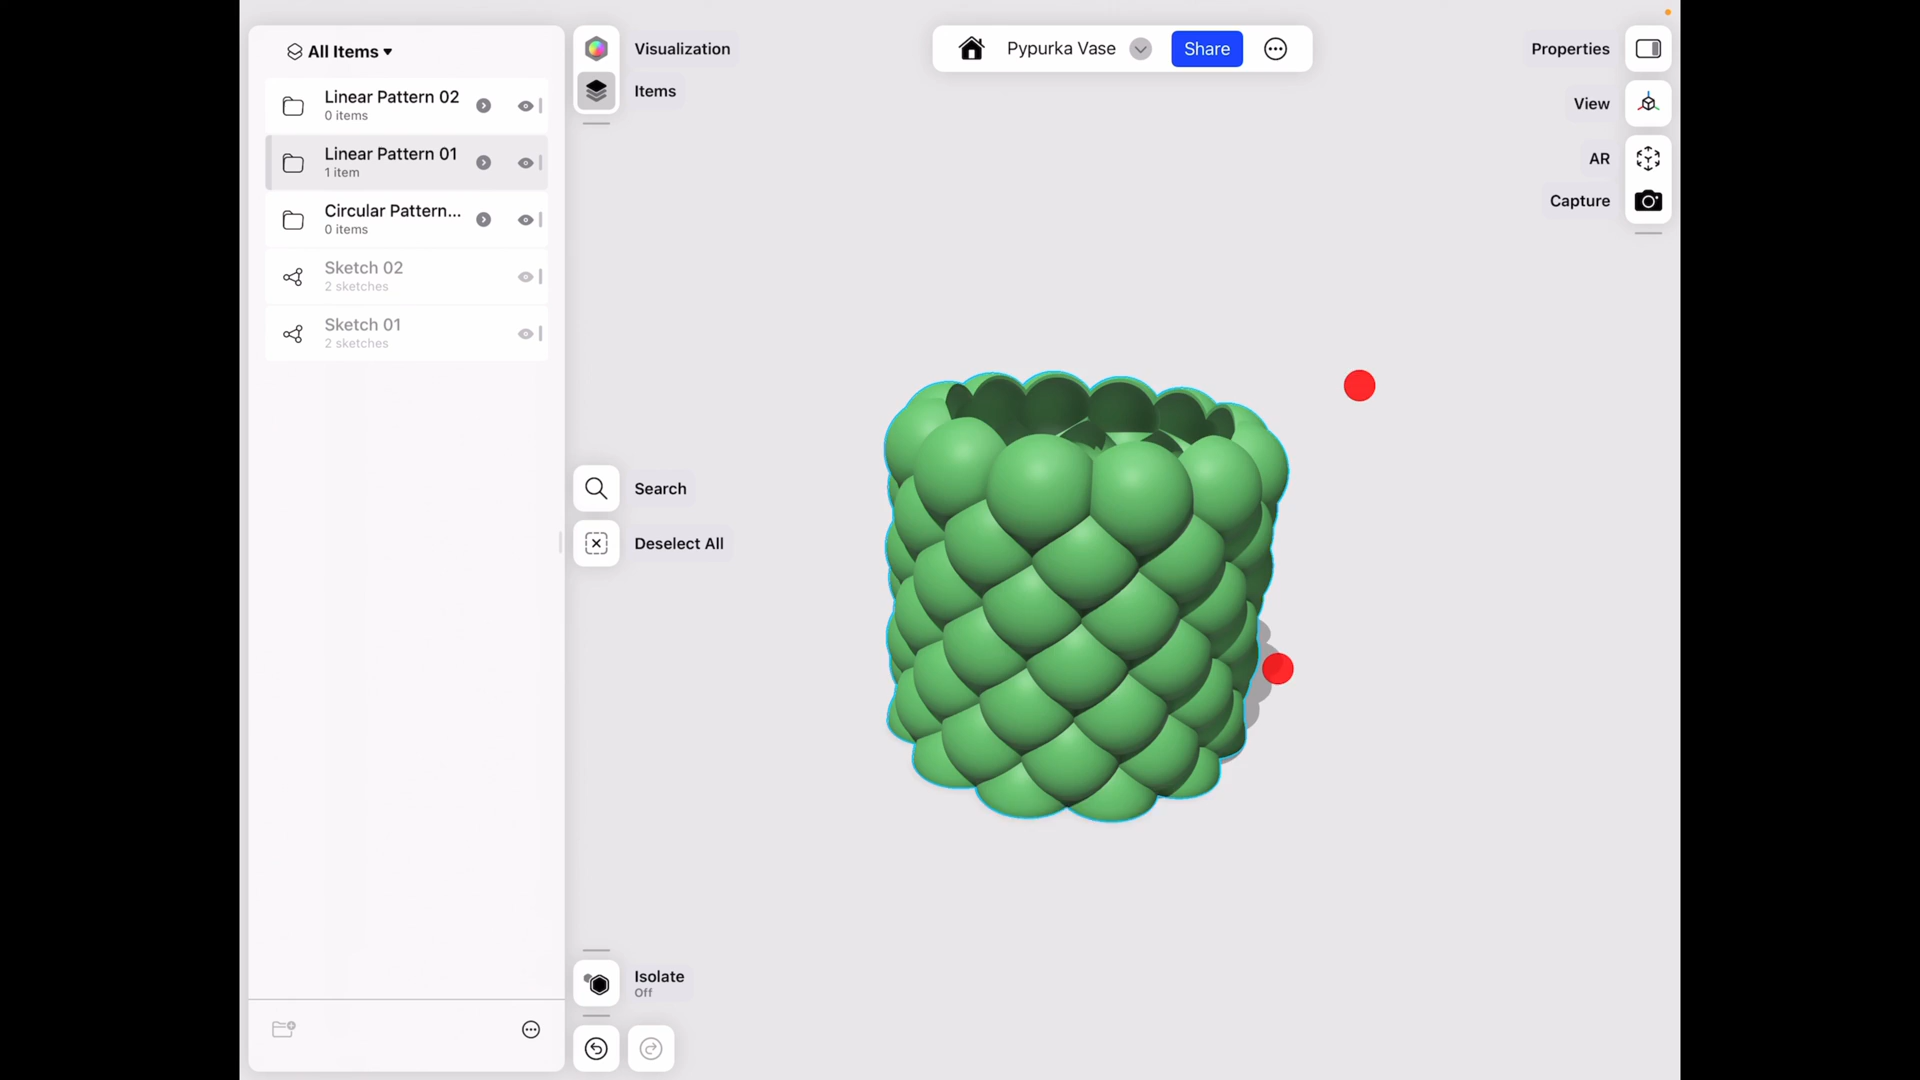 All Items
Linear Pattern 02
0 items
Linear Pattern 01
1 item
Circular Pattern...
0 items
Sketch 02
2 sketches
Sketch 01
2 sketches
Visualization
Items
Search
Deselect All
Isolate
Off
Pypurka Vase
Share
Properties
View
AR
Capture